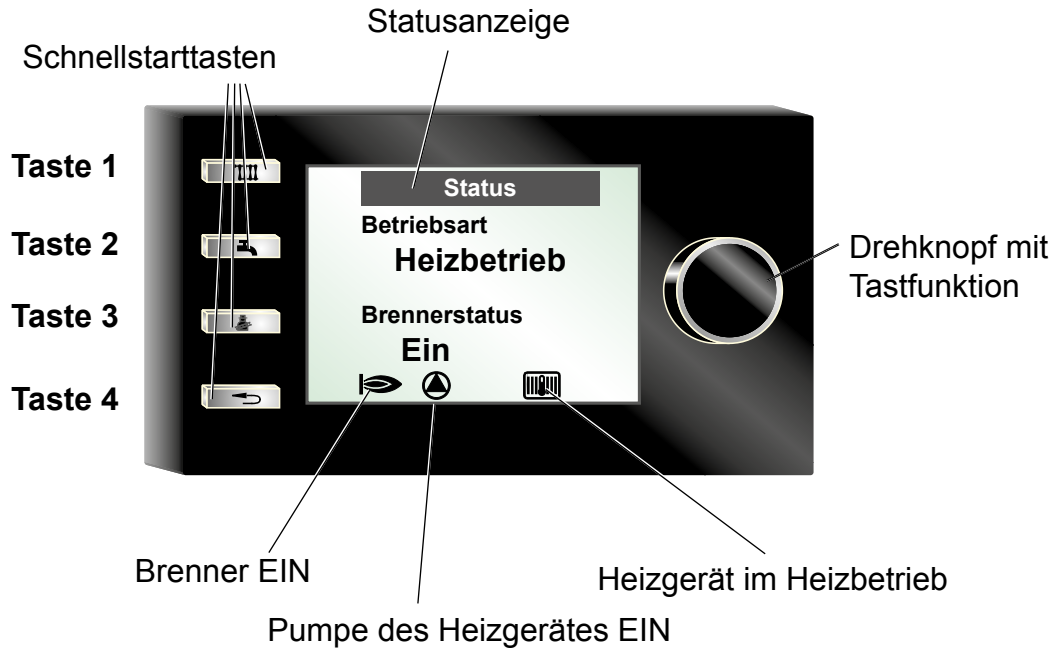 Statusanzeige
Schnellstarttasten
Taste 1
Taste 2
Taste 3
Taste 4
Status
Betriebsart
Heizbetrieb
Brennerstatus
Ein
Drehknopf mit
Tastfunktion
Brenner EIN
Heizgerät im Heizbetrieb
Pumpe des Heizgerätes EIN